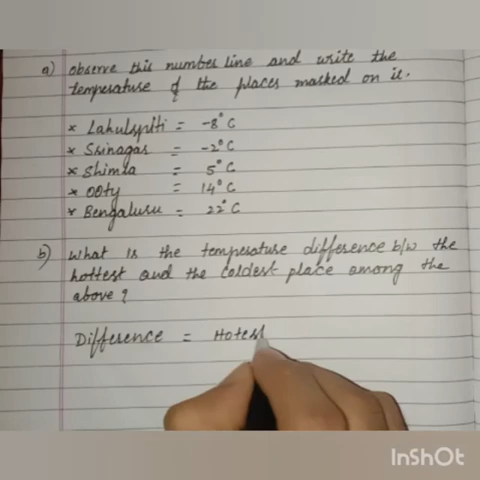 a) observe this number line and write the
temperature of the places marked on it.
* Lahulspiti = -8°C
* Srinagar = -2°C
* Shimla = 5°C
* ooty = 14°C
* Bengaluru = 22°C
b) what is the temperature difference b/w the
hottest and the coldest place among the
above ?
Difference = Hotest
InShOt